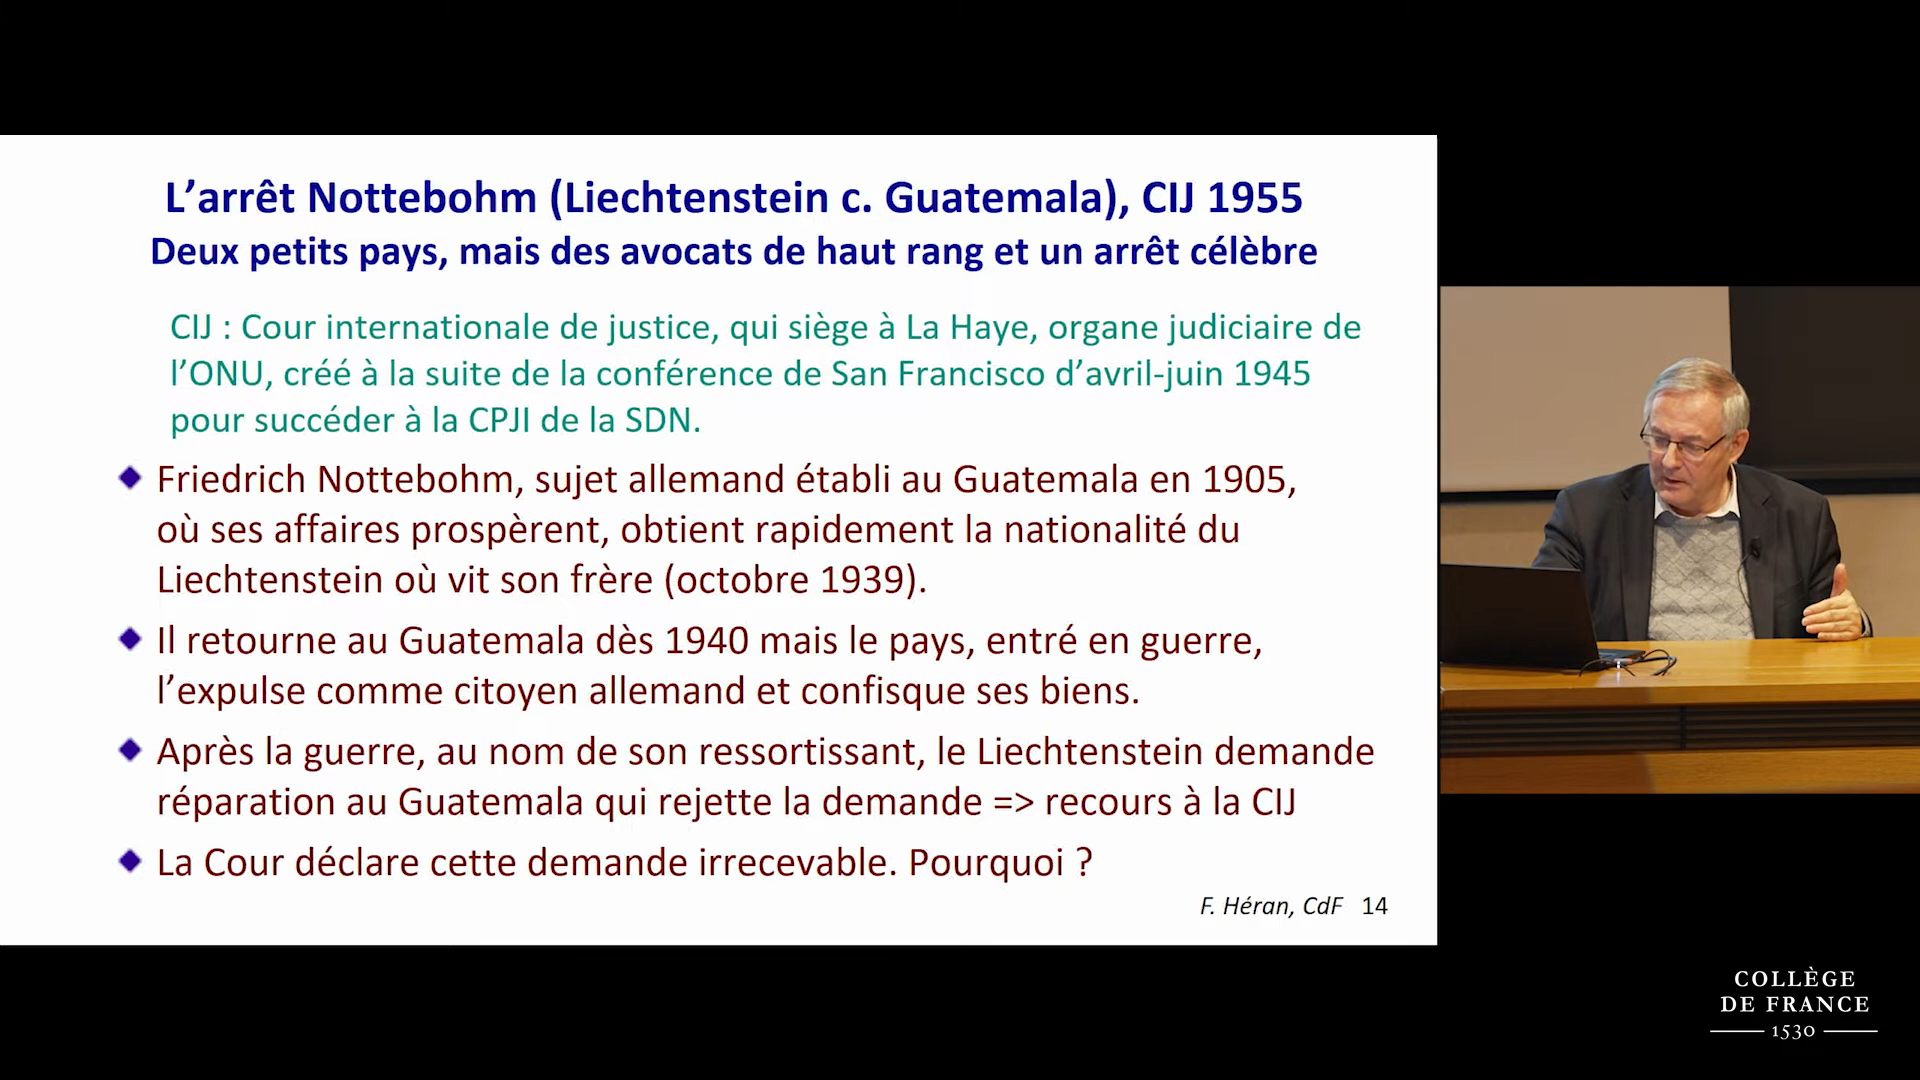 L’arrêt Nottebohm (Liechtenstein c. Guatemala), CIJ 1955
Deux petits pays, mais des avocats de haut rang et un arrêt célèbre
CIJ : Cour internationale de justice, qui siège à La Haye, organe judiciaire de
l’ONU, créé à la suite de la conférence de San Francisco d’avril-juin 1945
pour succéder à la CPJI de la SDN.
Friedrich Nottebohm, sujet allemand établi au Guatemala en 1905,
où ses affaires prospèrent, obtient rapidement la nationalité du
Liechtenstein où vit son frère (octobre 1939).
Il retourne au Guatemala dès 1940 mais le pays, entré en guerre,
l’expulse comme citoyen allemand et confisque ses biens.
Après la guerre, au nom de son ressortissant, le Liechtenstein demande
réparation au Guatemala qui rejette la demande => recours à la CIJ
La Cour déclare cette demande irrecevable. Pourquoi ?
F. Héran, CdF 14
COLLÈGE
DE FRANCE
1530